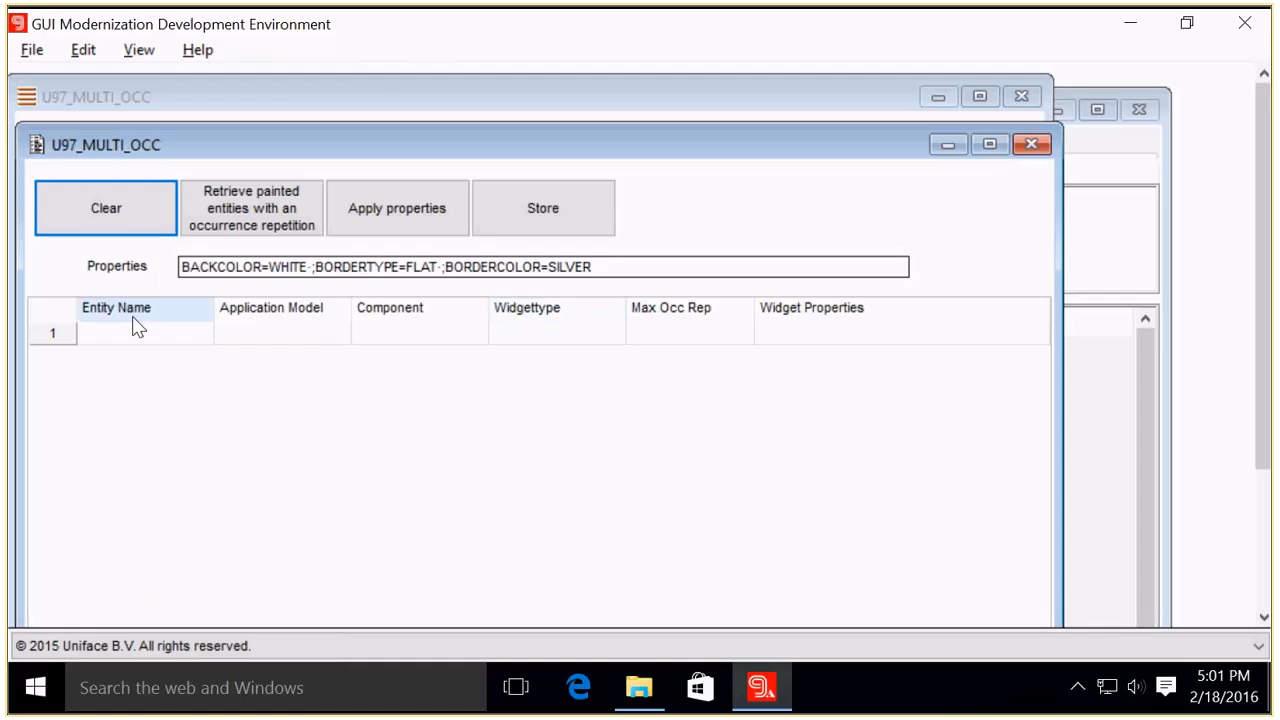 GUI Modernization Development Environment
File Edit View Help
U97_MULTI_OCC
U97_MULTI_OCC
Clear
Retrieve painted
entities with an
occurrence repetition
Apply properties
Store
Properties
BACKCOLOR=WHITE·;BORDERTYPE=FLAT·;BORDERCOLOR=SILVER
Entity Name Application Model Component Widgettype Max Occ Rep Widget Properties
1
© 2015 Uniface B.V. All rights reserved.
Search the web and Windows
5:01 PM
2/18/2016